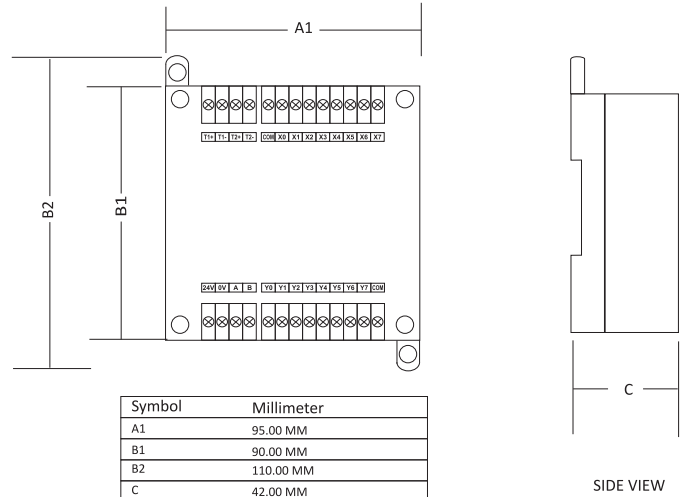 A1
T1+ T1- T2+ T2- COM X0 X1 X2 X3 X4 X5 X6 X7
B2
B1
24V 0V A B Y0 Y1 Y2 Y3 Y4 Y5 Y6 Y7 COM
C
Symbol Millimeter
A1 95.00 MM
B1 90.00 MM
B2 110.00 MM
C 42.00 MM
SIDE VIEW